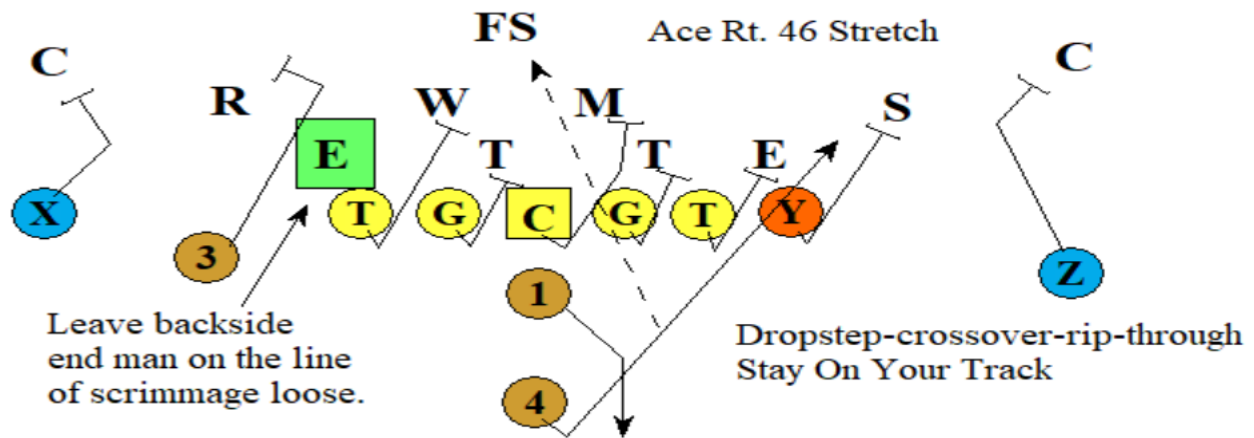 FS
Ace Rt. 46 Stretch
C
C
R
W
M
S
E
T
T
E
X
T
G
C
G
T
Y
3
1
Z
Leave backside
end man on the line
of scrimmage loose.
Dropstep-crossover-rip-through
Stay On Your Track
4